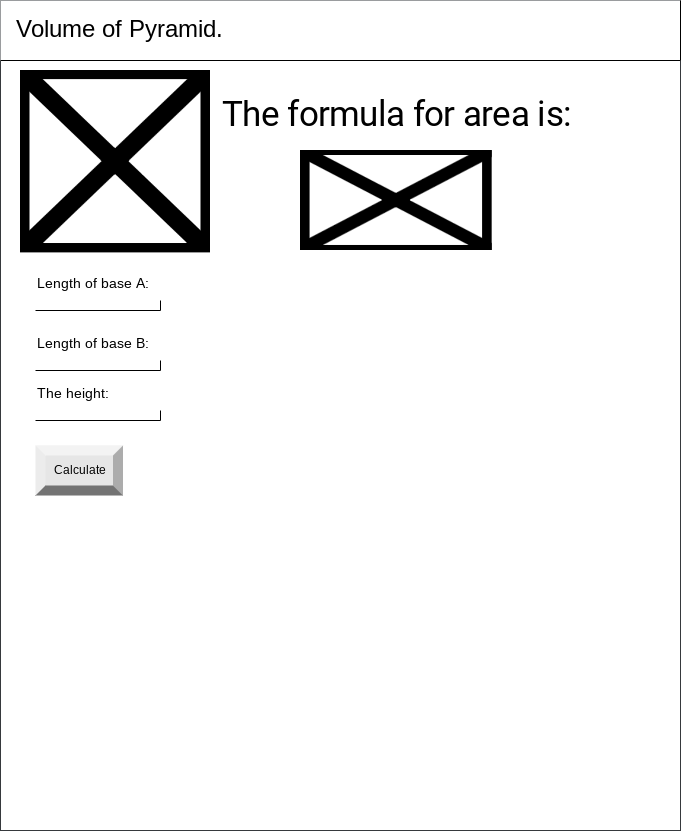 Volume of Pyramid.
The formula for area is:
Length of base A:
Length of base B:
The height:
Calculate